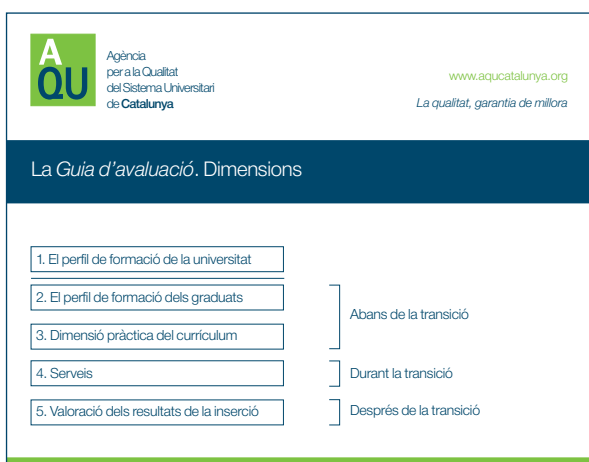 A
QU
Agència
per a la Qualitat
del Sistema Universitari
de Catalunya
www.aqucatalunya.org
La qualitat, garantia de millora
La Guia d'avaluació. Dimensions
1. El perfil de formació de la universitat
2. El perfil de formació dels graduats
3. Dimensió pràctica del currículum
Abans de la transició
4. Serveis
Durant la transició
5. Valoració dels resultats de la inserció
Després de la transició